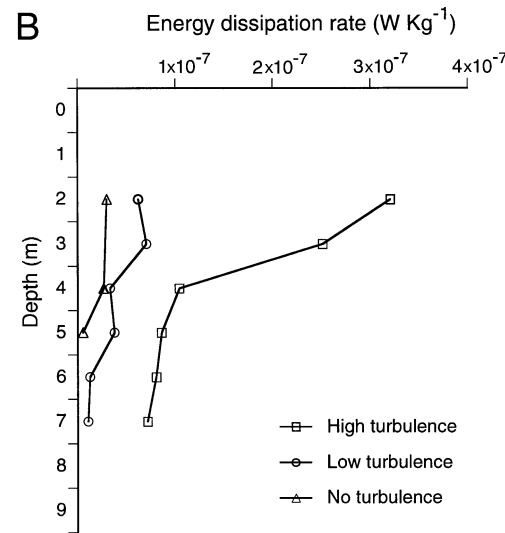 B
Energy dissipation rate (W Kg⁻¹)
1x10⁻⁷ 2x10⁻⁷ 3x10⁻⁷ 4x10⁻⁷
Depth (m)
0
1
2
3
4
5
6
7
8
9
High turbulence
Low turbulence
No turbulence